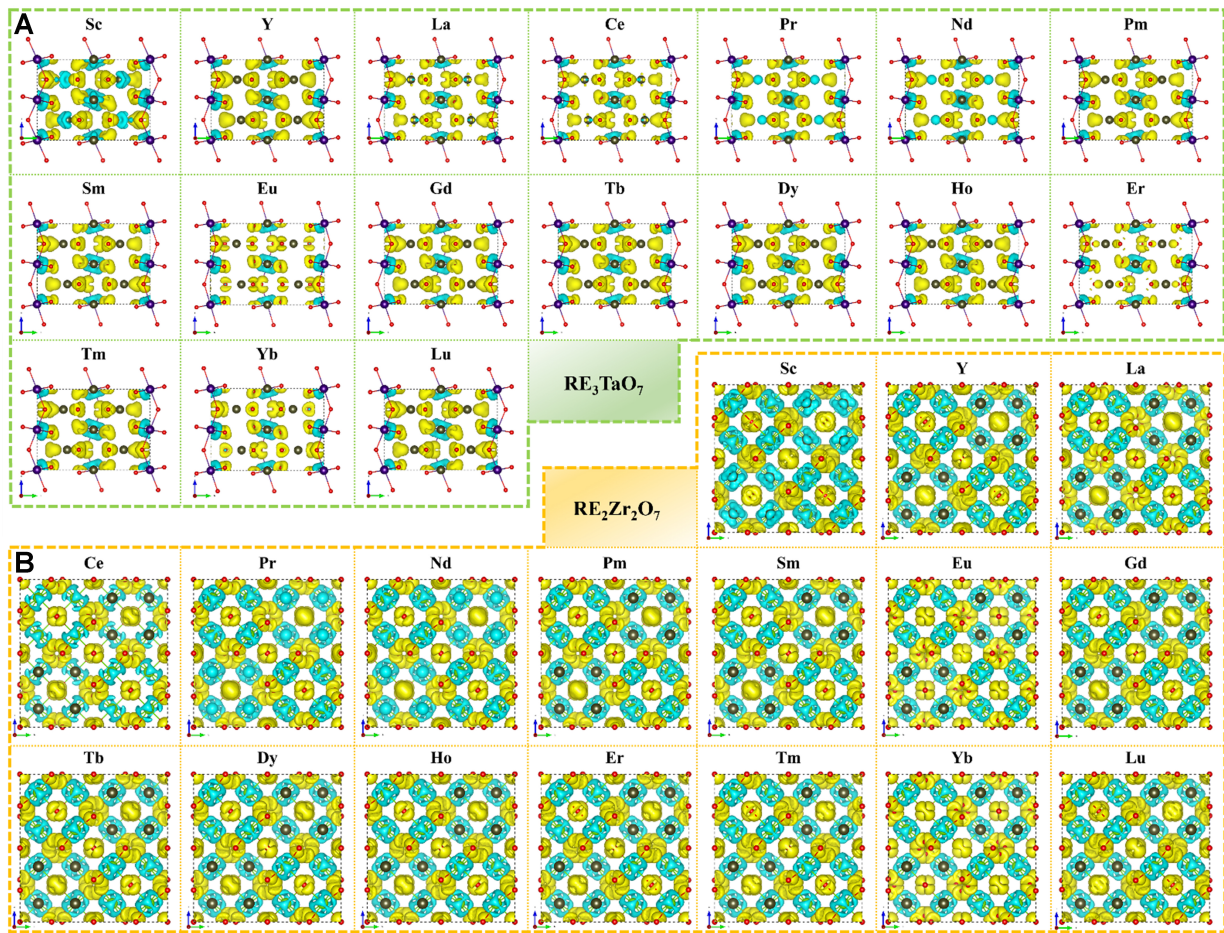 A
Sc Y La Ce Pr Nd Pm
Sm Eu Gd Tb Dy Ho Er
Tm Yb Lu
RE₃TaO₇
Sc Y La
RE₂Zr₂O₇
B
Ce Pr Nd Pm Sm Eu Gd
Tb Dy Ho Er Tm Yb Lu